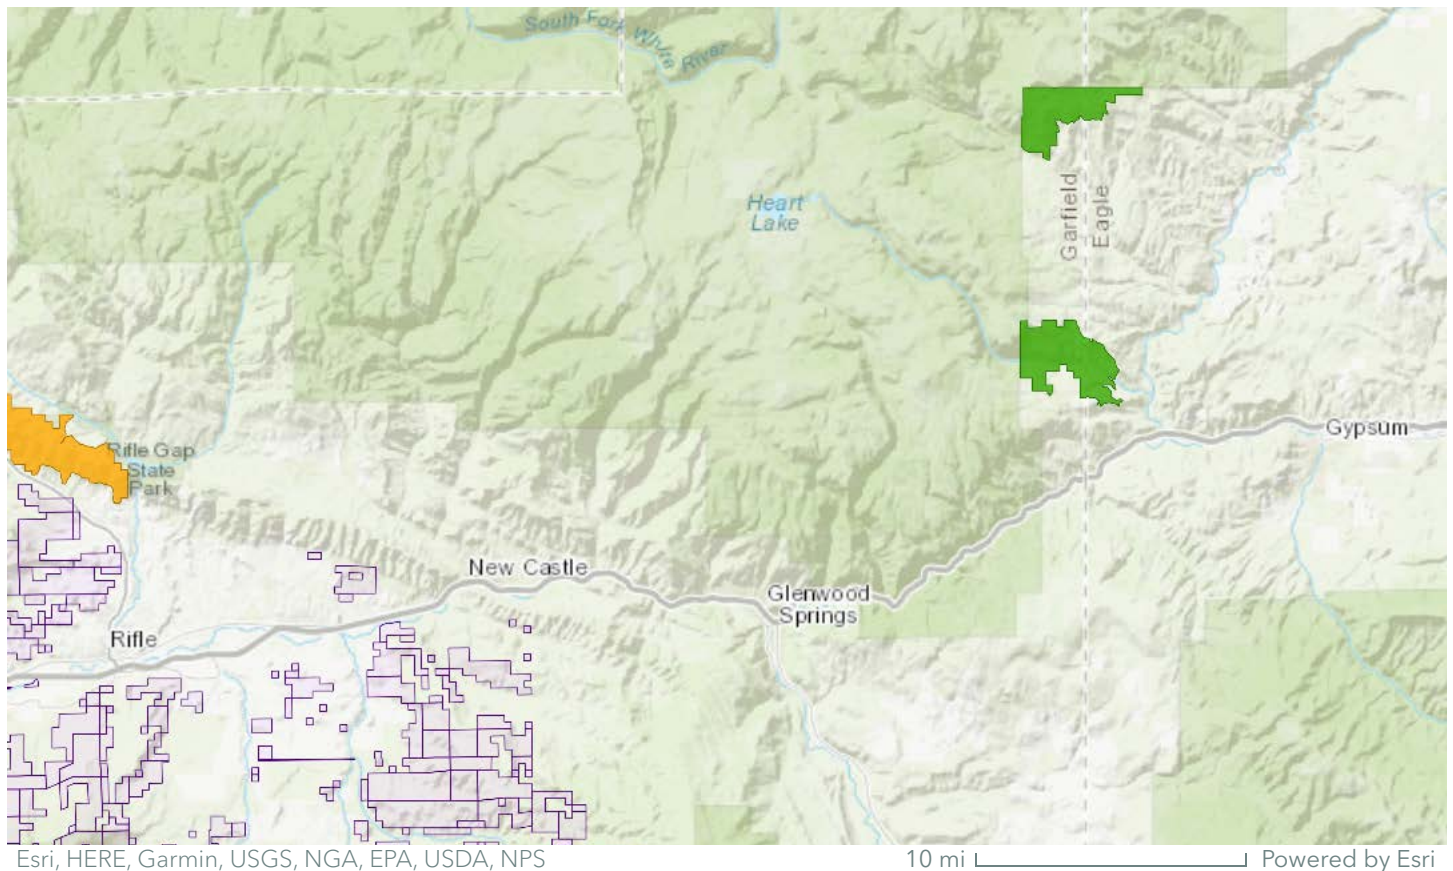 South Fork White River
Heart
Lake
Garfield
Eagle
Gypsum
Rifle Gap
State
Park
New Castle
Glenwood
Springs
Rifle
Esri, HERE, Garmin, USGS, NGA, EPA, USDA, NPS
10 mi
Powered by Esri